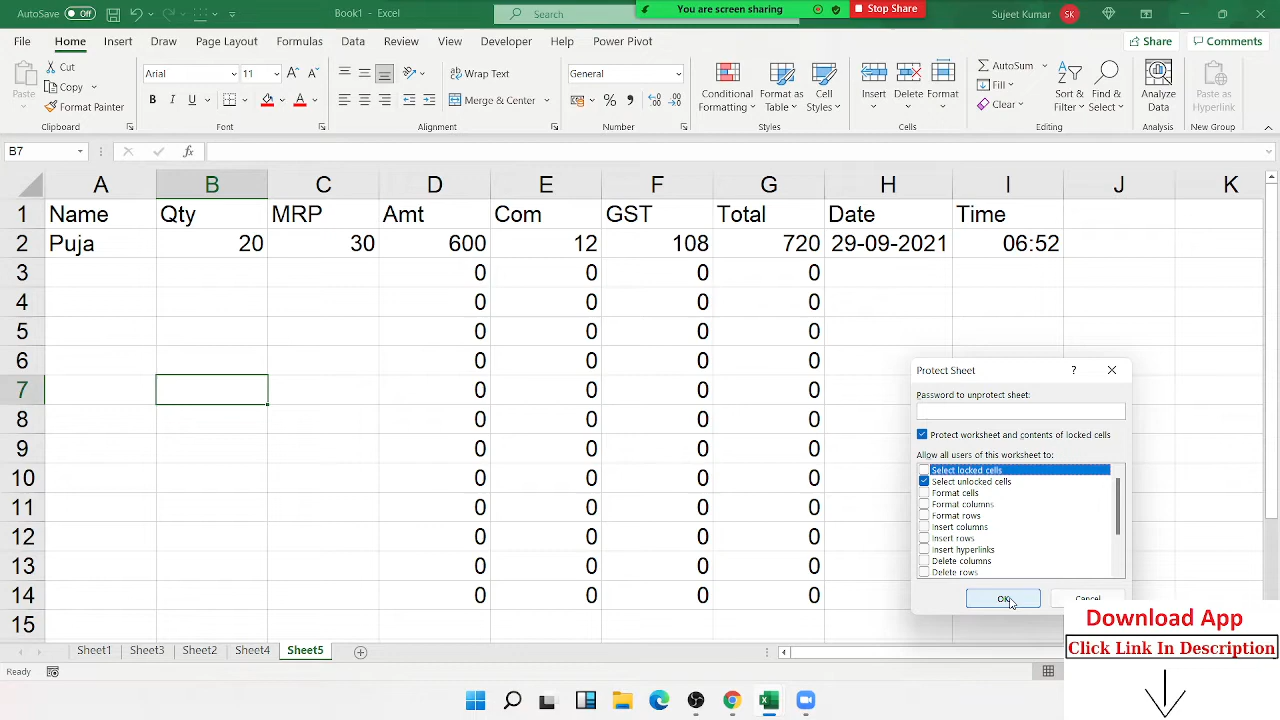 AutoSave Off Book1 - Excel Search You are screen sharing Stop Share Sujeet Kumar SK
File Home Insert Draw Page Layout Formulas Data Review View Developer Help Power Pivot Share Comments
Paste Cut Copy Format Painter
Arial 11 B I U
Wrap Text Merge & Center
General % ,
Conditional Formatting Format as Table Cell Styles
Insert Delete Format
AutoSum Fill Clear Sort & Filter Find & Select
Analyze Data Paste as Hyperlink
Clipboard Font Alignment Number Styles Cells Editing Analysis New Group
B7 fx
A B C D E F G H I J K
1 Name Qty MRP Amt Com GST Total Date Time
2 Puja 20 30 600 12 108 720 29-09-2021 06:52
3 0 0 0 0
4 0 0 0 0
5 0 0 0 0
6 0 0 0 0
7 0 0 0 0
8 0 0 0 0
9 0 0 0 0
10 0 0 0 0
11 0 0 0 0
12 0 0 0 0
13 0 0 0 0
14 0 0 0 0
15
Protect Sheet ?
Password to unprotect sheet:
Protect worksheet and contents of locked cells
Allow all users of this worksheet to:
Select locked cells
Select unlocked cells
Format cells
Format columns
Format rows
Insert columns
Insert rows
Insert hyperlinks
Delete columns
Delete rows
OK Cancel
Download App
Click Link In Description
Sheet1 Sheet3 Sheet2 Sheet4 Sheet5
Ready